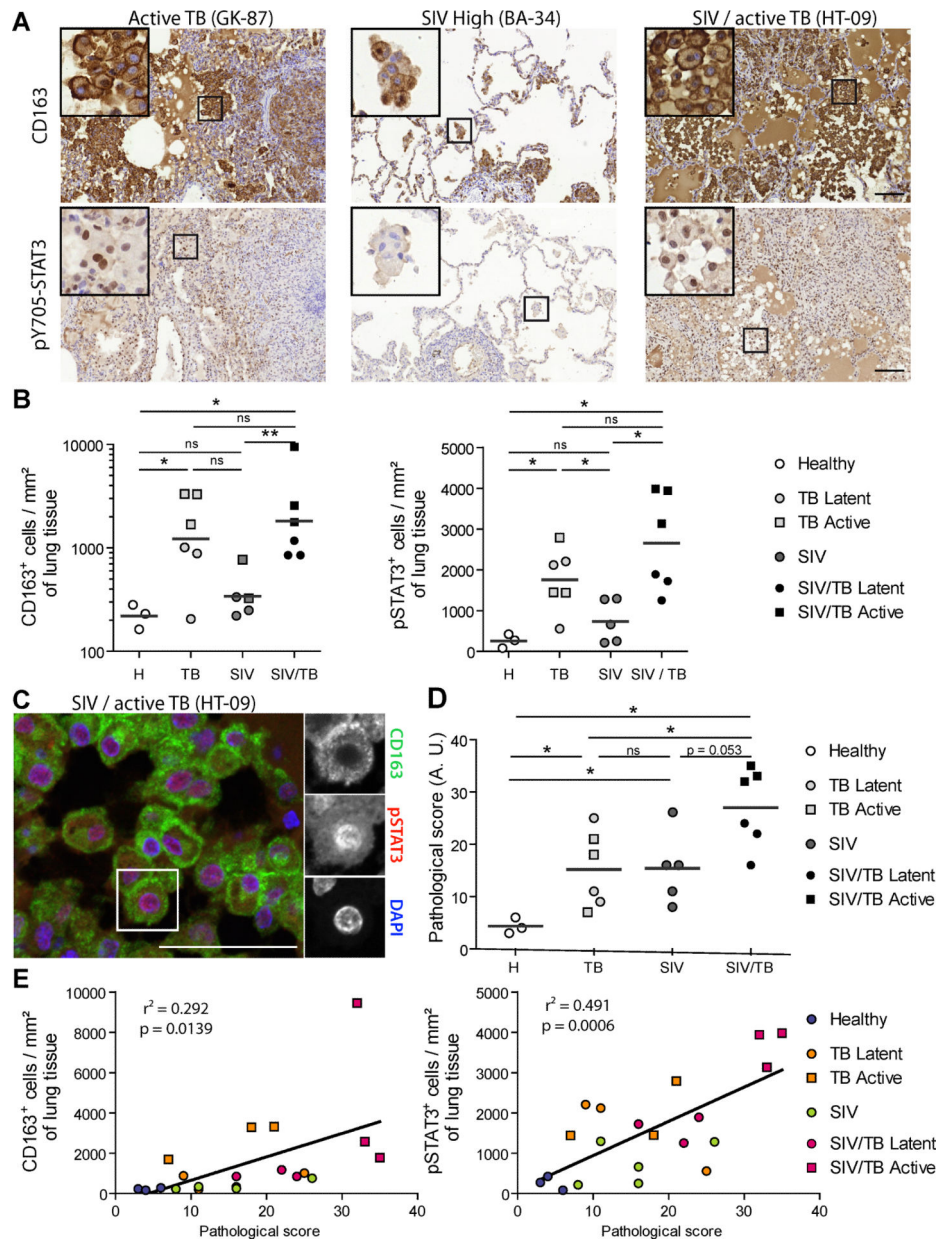 A
Active TB (GK-87)
SIV High (BA-34)
SIV / active TB (HT-09)
CD163
pY705-STAT3
B
*
ns
ns
**
*
ns
CD163+ cells / mm²
of lung tissue
10000
1000
100
H
TB
SIV
SIV/TB
*
ns
ns
*
*
*
pSTAT3+ cells / mm²
of lung tissue
5000
4000
3000
2000
1000
0
H
TB
SIV
SIV / TB
Healthy
TB Latent
TB Active
SIV
SIV/TB Latent
SIV/TB Active
C
SIV / active TB (HT-09)
CD163
pSTAT3
DAPI
D
*
*
*
ns
p = 0.053
*
Pathological score (A. U.)
40
30
20
10
0
H
TB
SIV
SIV/TB
Healthy
TB Latent
TB Active
SIV
SIV/TB Latent
SIV/TB Active
E
r² = 0.292
p = 0.0139
CD163+ cells / mm²
of lung tissue
10000
8000
6000
4000
2000
0
0
10
20
30
40
Pathological score
r² = 0.491
p = 0.0006
pSTAT3+ cells / mm²
of lung tissue
5000
4000
3000
2000
1000
0
0
10
20
30
40
Pathological score
Healthy
TB Latent
TB Active
SIV
SIV/TB Latent
SIV/TB Active